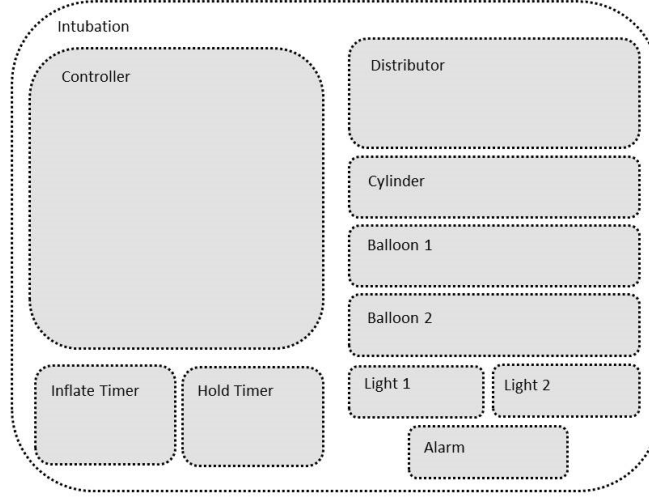 Intubation
Controller
Distributor
Cylinder
Balloon 1
Balloon 2
Inflate Timer
Hold Timer
Light 1
Light 2
Alarm